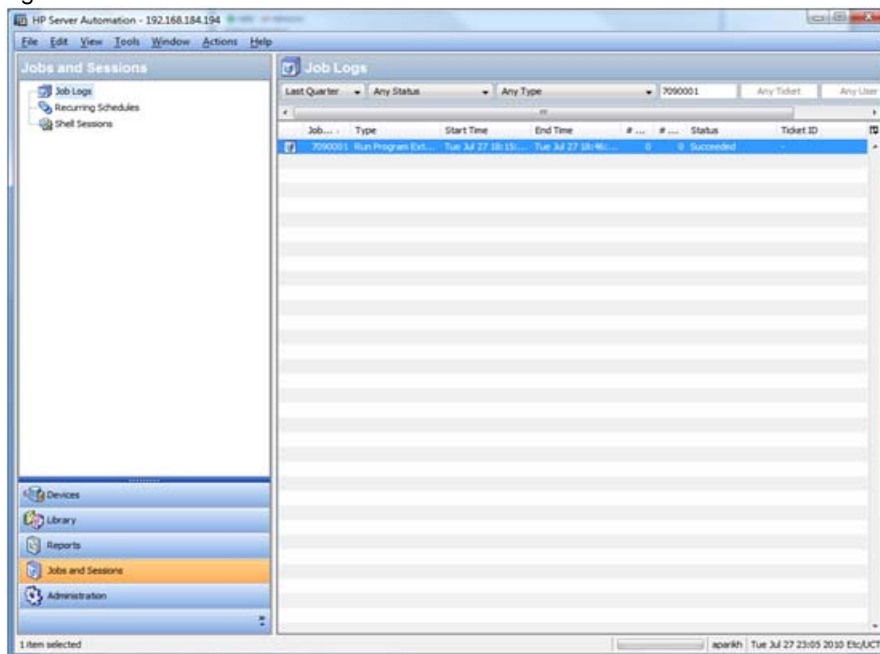 HP Server Automation - 192.168.184.194
File Edit View Tools Window Actions Help
Jobs and Sessions
Job Logs
Recurring Schedules
Shell Sessions
Devices
Library
Reports
Jobs and Sessions
Administration
Job Logs
Last Quarter Any Status Any Type 7090001 Any Ticket Any User
Job... Type Start Time End Time # ... # ... Status Ticket ID
7090001 Run Program Ext... Tue Jul 27 18:15:... Tue Jul 27 18:46:... 0 0 Succeeded -
1 item selected
aparikh Tue Jul 27 23:05 2010 Etc/UCT